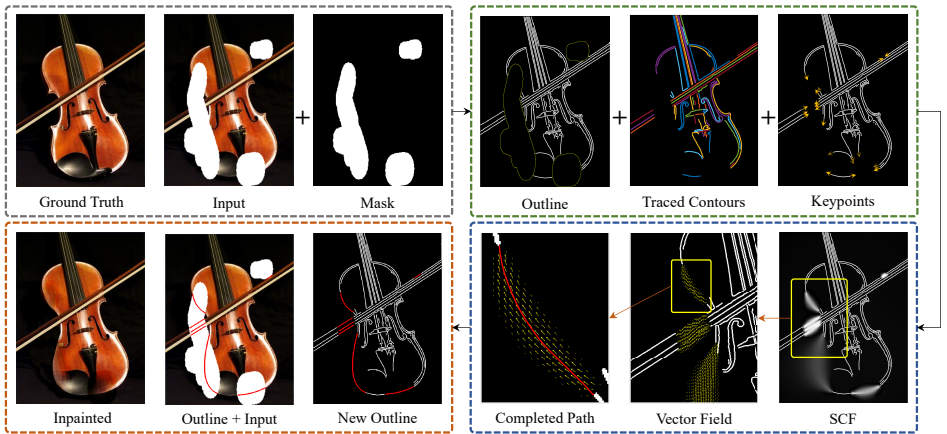 +
+
+
Ground Truth
Input
Mask
Outline
Traced Contours
Keypoints
Inpainted
Outline + Input
New Outline
Completed Path
Vector Field
SCF